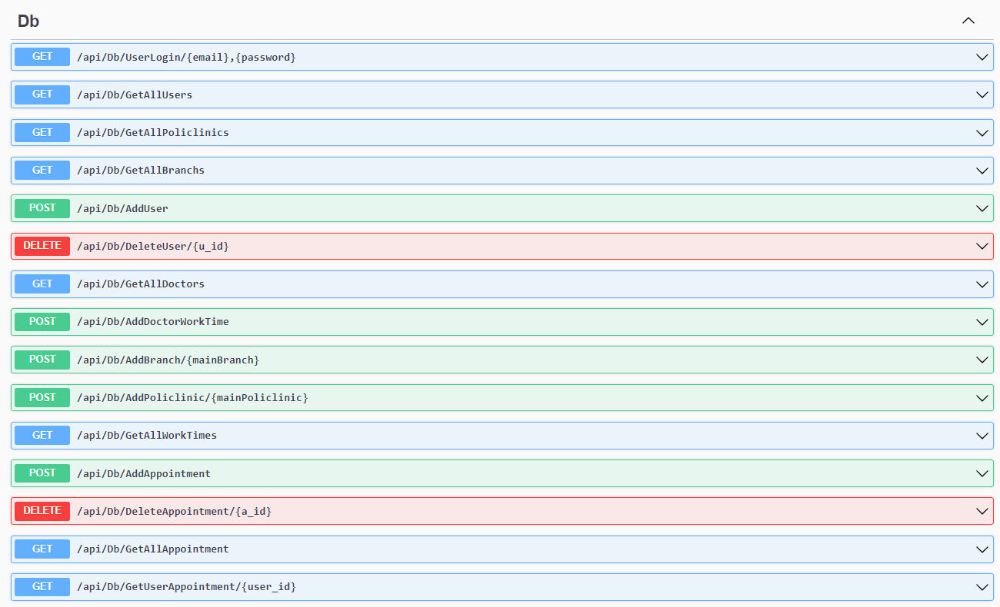 Db
GET /api/Db/UserLogin/{email},{password}
GET /api/Db/GetAllUsers
GET /api/Db/GetAllPoliclinics
GET /api/Db/GetAllBranchs
POST /api/Db/AddUser
DELETE /api/Db/DeleteUser/{u_id}
GET /api/Db/GetAllDoctors
POST /api/Db/AddDoctorWorkTime
POST /api/Db/AddBranch/{mainBranch}
POST /api/Db/AddPoliclinic/{mainPoliclinic}
GET /api/Db/GetAllWorkTimes
POST /api/Db/AddAppointment
DELETE /api/Db/DeleteAppointment/{a_id}
GET /api/Db/GetAllAppointment
GET /api/Db/GetUserAppointment/{user_id}